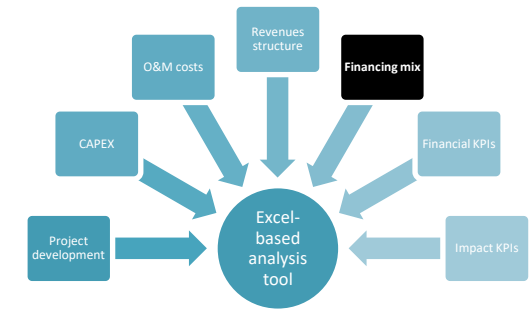 Revenues
structure
O&M costs
Financing mix
CAPEX
Financial KPIs
Project
development
Excel-
based
analysis
tool
Impact KPIs